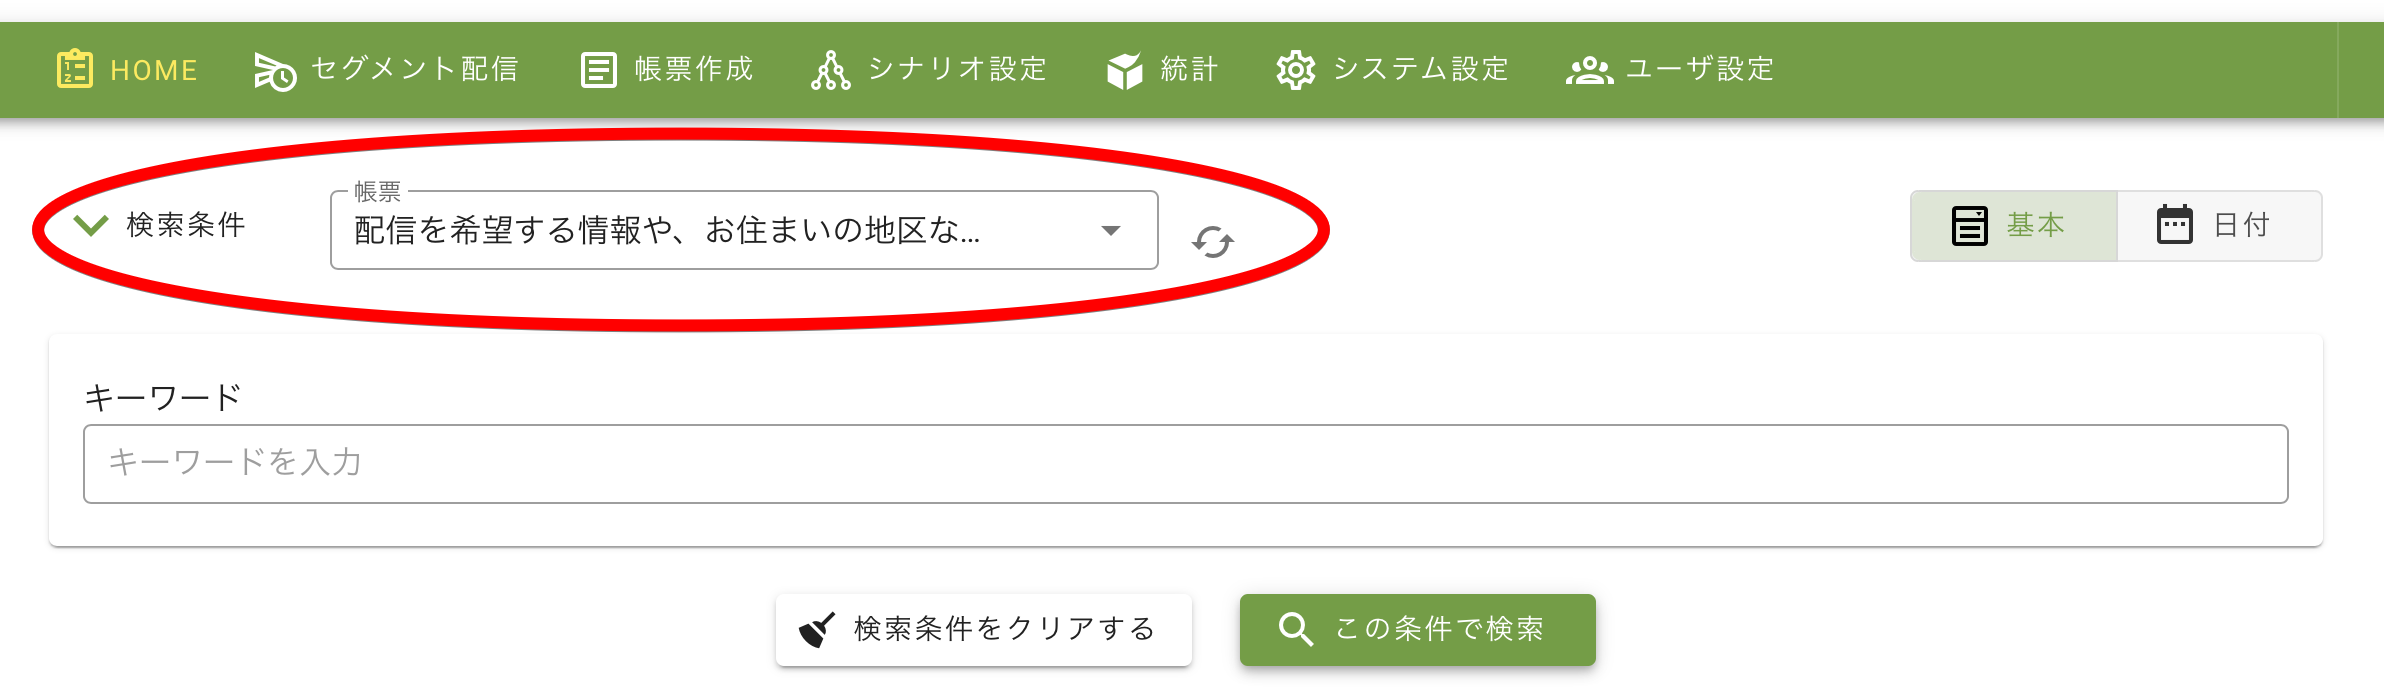 HOME セグメント配信 帳票作成 シナリオ設定 統計 システム設定 ユーザ設定
帳票
検索条件 配信を希望する情報や、お住まいの地区な... 基本 日付
キーワード
キーワードを入力
検索条件をクリアする この条件で検索